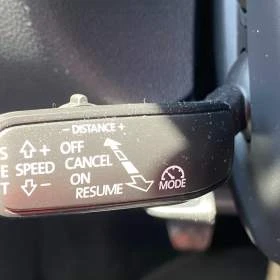 - DISTANCE +
+ OFF
SPEED CANCEL
- ON
RESUME
MODE